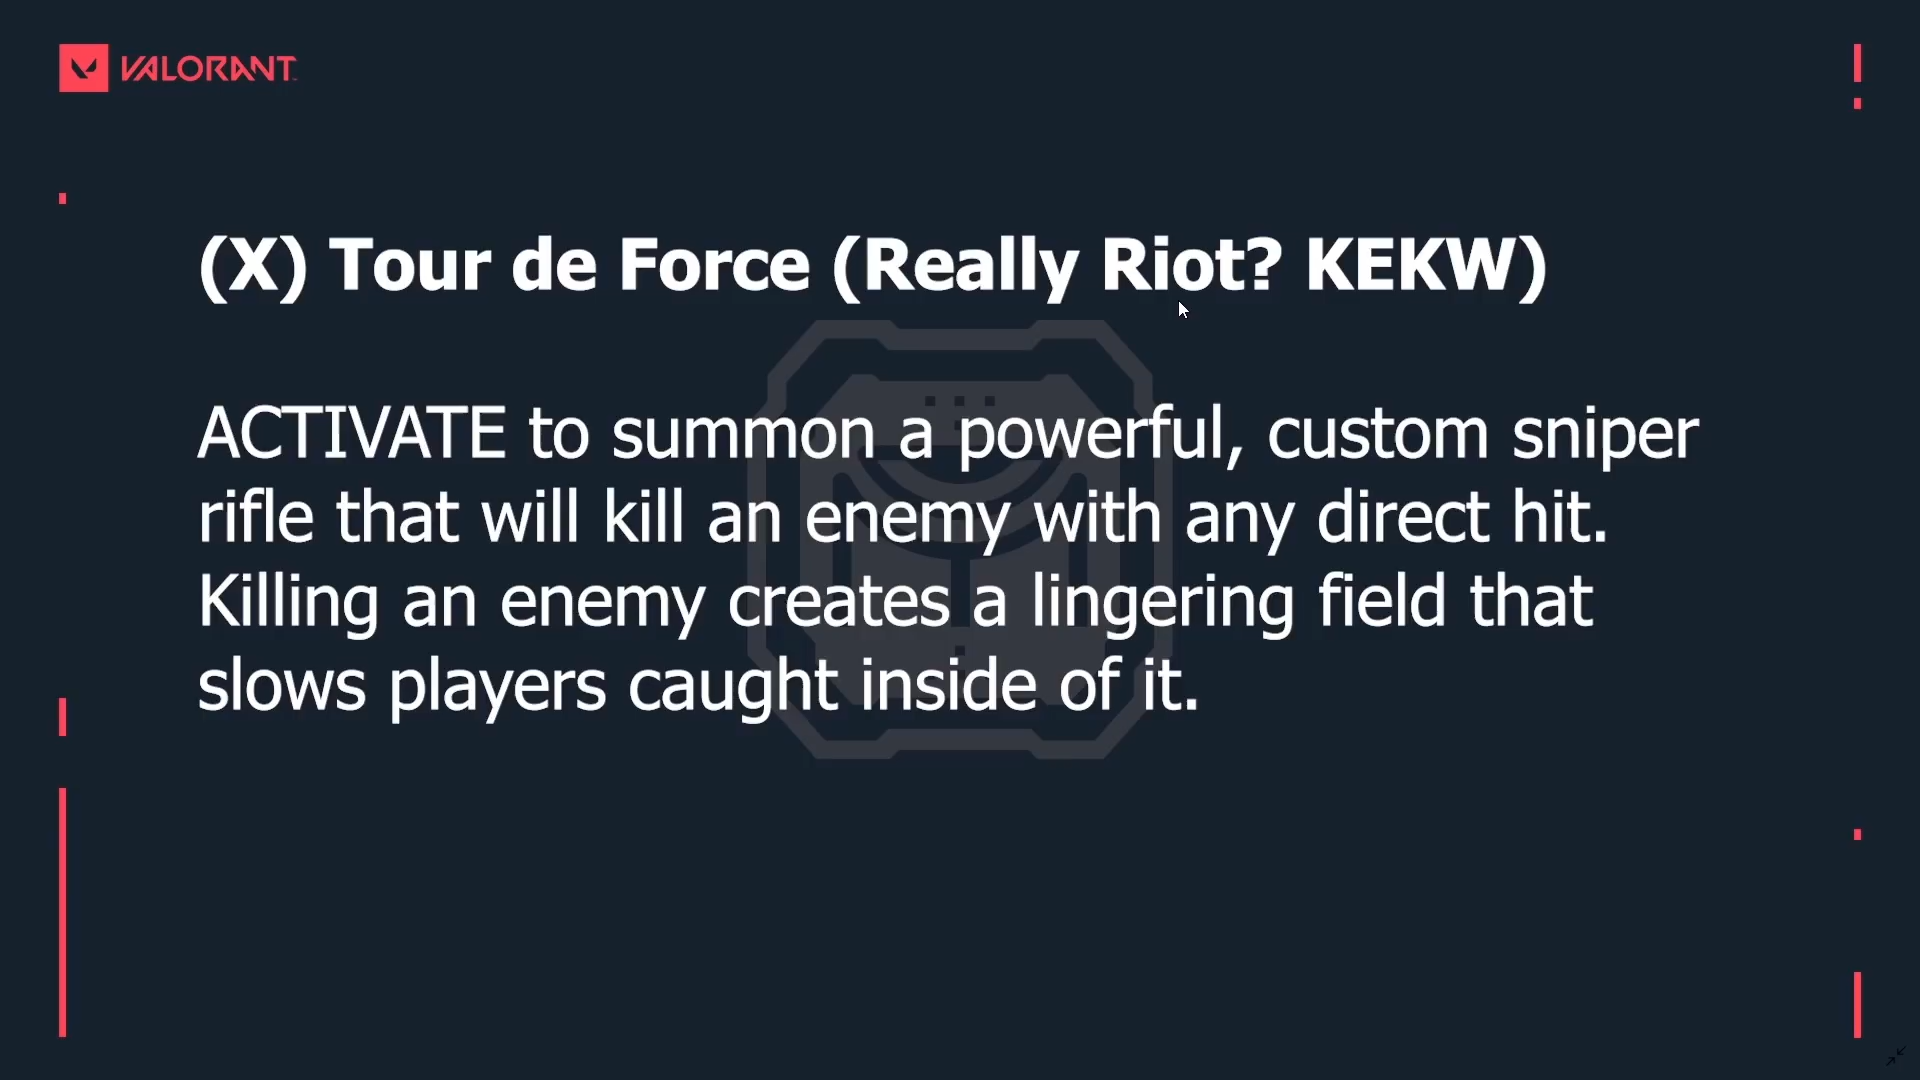 VALORANT
(X) Tour de Force (Really Riot? KEKW)
ACTIVATE to summon a powerful, custom sniper
rifle that will kill an enemy with any direct hit.
Killing an enemy creates a lingering field that
slows players caught inside of it.